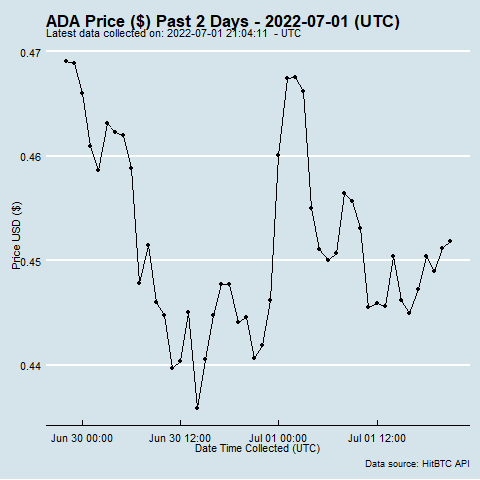 ADA Price ($) Past 2 Days - 2022-07-01 (UTC)
Latest data collected on: 2022-07-01 21:04:11 - UTC
Price USD ($)
0.47
0.46
0.45
0.44
Jun 30 00:00
Jun 30 12:00
Jul 01 00:00
Jul 01 12:00
Date Time Collected (UTC)
Data source: HitBTC API